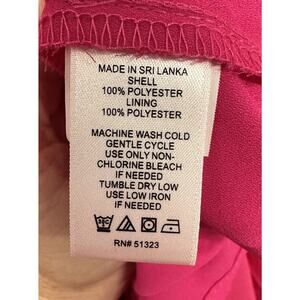 MADE IN SRI LANKA
SHELL
100% POLYESTER
LINING
100% POLYESTER
MACHINE WASH COLD
GENTLE CYCLE
USE ONLY NON-
CHLORINE BLEACH
IF NEEDED
TUMBLE DRY LOW
USE LOW IRON
IF NEEDED
RN# 51323